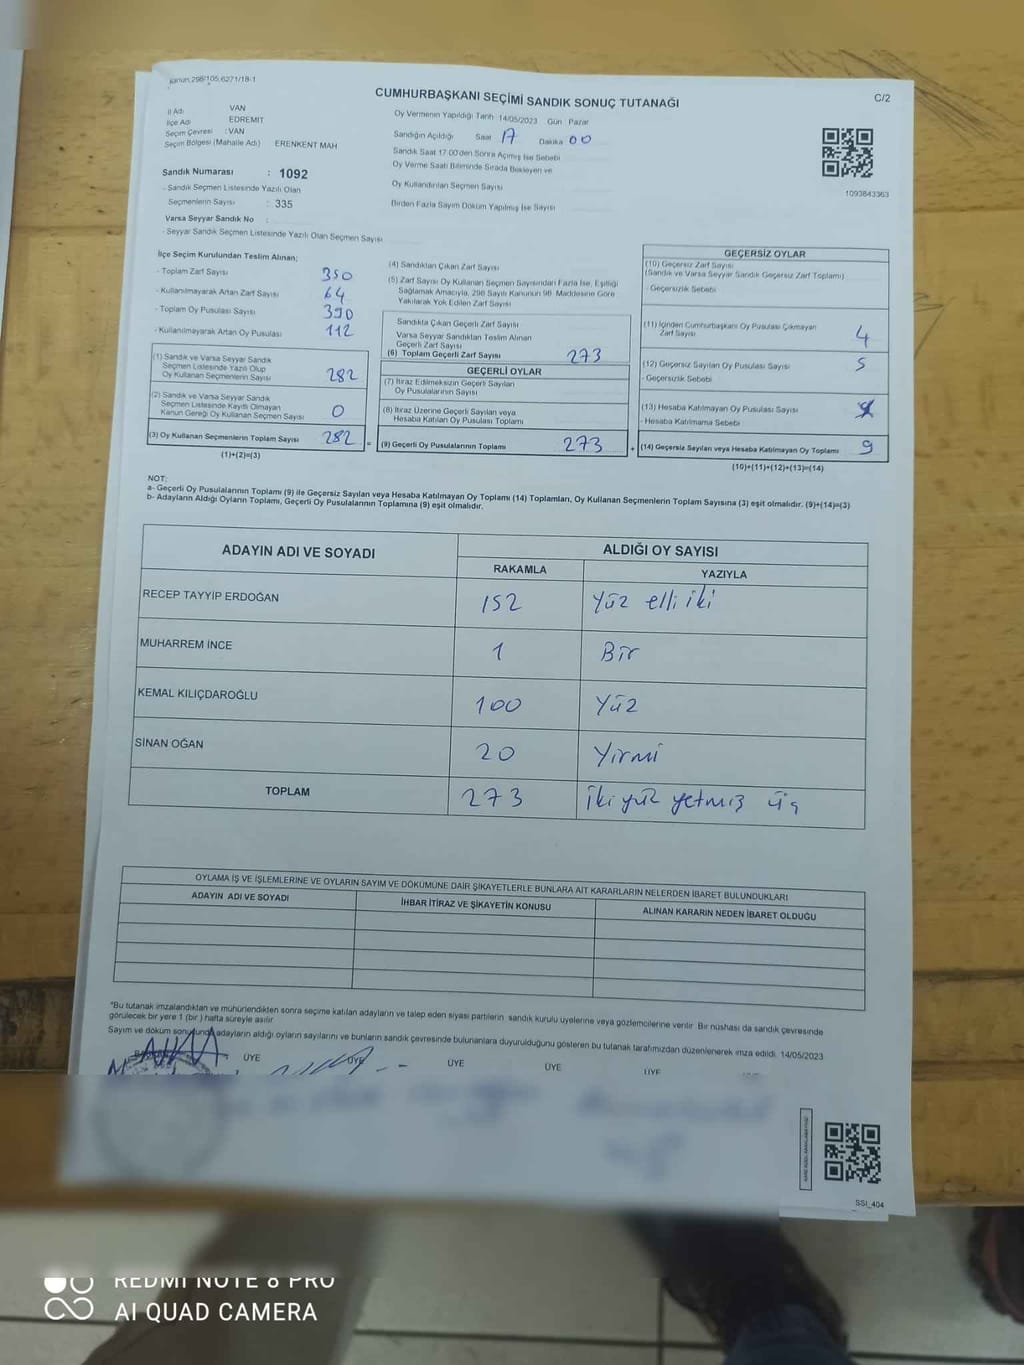 Kanun;298/105;6271/18-1
CUMHURBAŞKANI SEÇİMİ SANDIK SONUÇ TUTANAĞI
C/2
İl Adı VAN
İlçe Adı EDREMIT
Seçim Çevresi : VAN
Seçim Bölgesi (Mahalle Adı) ERENKENT MAH
Oy Vermenin Yapıldığı Tarih 14/05/2023 Gün Pazar
Sandığın Açıldığı Saat 17 Dakika 00
Sandık Saat 17:00'den Sonra Açılmış İse Sebebi
Oy Verme Saati Bitiminde Sırada Bekleyen ve
Oy Kullandırılan Seçmen Sayısı
Birden Fazla Sayım Döküm Yapılmış İse Sayısı
1093843363
Sandık Numarası : 1092
- Sandık Seçmen Listesinde Yazılı Olan
Seçmenlerin Sayısı : 335
Varsa Seyyar Sandık No :
- Seyyar Sandık Seçmen Listesinde Yazılı Olan Seçmen Sayısı
İlçe Seçim Kurulundan Teslim Alınan;
- Toplam Zarf Sayısı 350
- Kullanılmayarak Artan Zarf Sayısı 64
- Toplam Oy Pusulası Sayısı 390
- Kullanılmayarak Artan Oy Pusulası 112
(1) Sandık ve Varsa Seyyar Sandık
Seçmen Listesinde Yazılı Olup
Oy Kullanan Seçmenlerin Sayısı 282
(2) Sandık ve Varsa Seyyar Sandık
Seçmen Listesinde Kayıtlı Olmayan
Kanun Gereği Oy Kullanan Seçmen Sayısı 0
(3) Oy Kullanan Seçmenlerin Toplam Sayısı 282 =
(1)+(2)=(3)
(4) Sandıktan Çıkan Zarf Sayısı
(5) Zarf Sayısı Oy Kullanan Seçmen Sayısından Fazla İse, Eşitliği
Sağlamak Amacıyla, 298 Sayılı Kanunun 98. Maddesine Göre
Yakılarak Yok Edilen Zarf Sayısı
Sandıkta Çıkan Geçerli Zarf Sayısı
Varsa Seyyar Sandıktan Teslim Alınan
Geçerli Zarf Sayısı
(6) Toplam Geçerli Zarf Sayısı 273
GEÇERLİ OYLAR
(7) İtiraz Edilmeksizin Geçerli Sayılan
Oy Pusulalarının Sayısı
(8) İtiraz Üzerine Geçerli Sayılan veya
Hesaba Katılan Oy Pusulası Toplamı
(9) Geçerli Oy Pusulalarının Toplamı 273 +
GEÇERSİZ OYLAR
(10) Geçersiz Zarf Sayısı
(Sandık ve Varsa Seyyar Sandık Geçersiz Zarf Toplamı)
- Geçersizlik Sebebi
(11) İçinden Cumhurbaşkanı Oy Pusulası Çıkmayan
Zarf Sayısı 4
(12) Geçersiz Sayılan Oy Pusulası Sayısı 5
- Geçersizlik Sebebi
(13) Hesaba Katılmayan Oy Pusulası Sayısı
- Hesaba Katılmama Sebebi
(14) Geçersiz Sayılan veya Hesaba Katılmayan Oy Toplamı 9
(10)+(11)+(12)+(13)=(14)
NOT:
a- Geçerli Oy Pusulalarının Toplamı (9) ile Geçersiz Sayılan veya Hesaba Katılmayan Oy Toplamı (14) Toplamları, Oy Kullanan Seçmenlerin Toplam Sayısına (3) eşit olmalıdır. (9)+(14)=(3)
b- Adayların Aldığı Oyların Toplamı, Geçerli Oy Pusulalarının Toplamına (9) eşit olmalıdır.
ADAYIN ADI VE SOYADI
ALDIĞI OY SAYISI
RAKAMLA YAZIYLA
RECEP TAYYİP ERDOĞAN 152 Yüz elli iki
MUHARREM İNCE 1 Bir
KEMAL KILIÇDAROĞLU 100 Yüz
SİNAN OĞAN 20 Yirmi
TOPLAM 273 İki yüz yetmiş üç
OYLAMA İŞ VE İŞLEMLERİNE VE OYLARIN SAYIM VE DÖKÜMÜNE DAİR ŞİKAYETLERLE BUNLARA AİT KARARLARIN NELERDEN İBARET BULUNDUKLARI
ADAYIN ADI VE SOYADI İHBAR İTİRAZ VE ŞİKAYETİN KONUSU ALINAN KARARIN NEDEN İBARET OLDUĞU
*Bu tutanak imzalandıktan ve mühürlendikten sonra seçime katılan adayların ve talep eden siyasi partilerin sandık kurulu üyelerine veya gözlemcilerine verilir. Bir nüshası da sandık çevresinde
görülecek bir yere 1 (bir ) hafta süreyle asılır.
Sayım ve döküm sonucunda adayların aldığı oyların sayılarını ve bunların sandık çevresinde bulunanlara duyurulduğunu gösteren bu tutanak tarafımızdan düzenlenerek imza edildi. 14/05/2023
ÜYE ÜYE ÜYE ÜYE ÜYE
SSI_404
REDMI NOTE 8 PRO
AI QUAD CAMERA